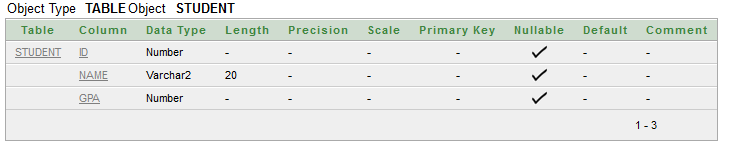 Object Type TABLE Object STUDENT
Table Column Data Type Length Precision Scale Primary Key Nullable Default Comment
STUDENT ID Number - - - - ✓ - -
NAME Varchar2 20 - - - ✓ - -
GPA Number - - - - ✓ - -
1 - 3